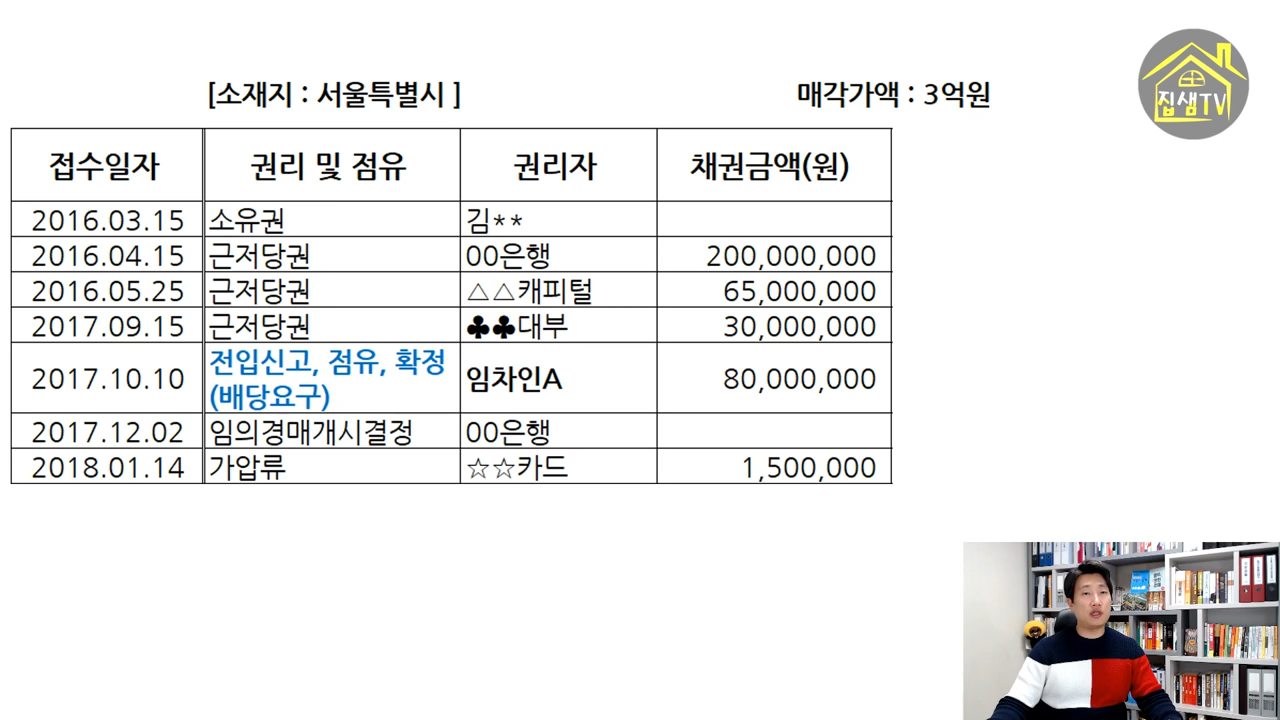 집샘TV
[소재지 : 서울특별시 ] 매각가액 : 3억원
접수일자 권리 및 점유 권리자 채권금액(원)
2016.03.15 소유권 김**
2016.04.15 근저당권 00은행 200,000,000
2016.05.25 근저당권 △△캐피털 65,000,000
2017.09.15 근저당권 ♣♣대부 30,000,000
2017.10.10 전입신고, 점유, 확정 임차인A 80,000,000
(배당요구)
2017.12.02 임의경매개시결정 00은행
2018.01.14 가압류 ☆☆카드 1,500,000